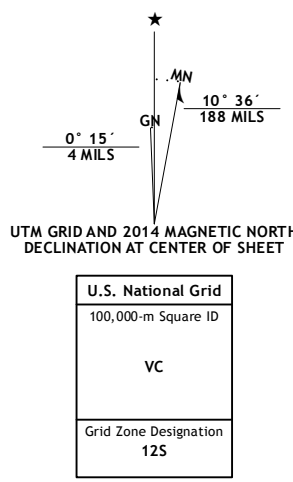 ★
MN
GN
10° 36´
188 MILS
0° 15´
4 MILS
UTM GRID AND 2014 MAGNETIC NORTH
DECLINATION AT CENTER OF SHEET
U.S. National Grid
100,000-m Square ID
VC
Grid Zone Designation
12S